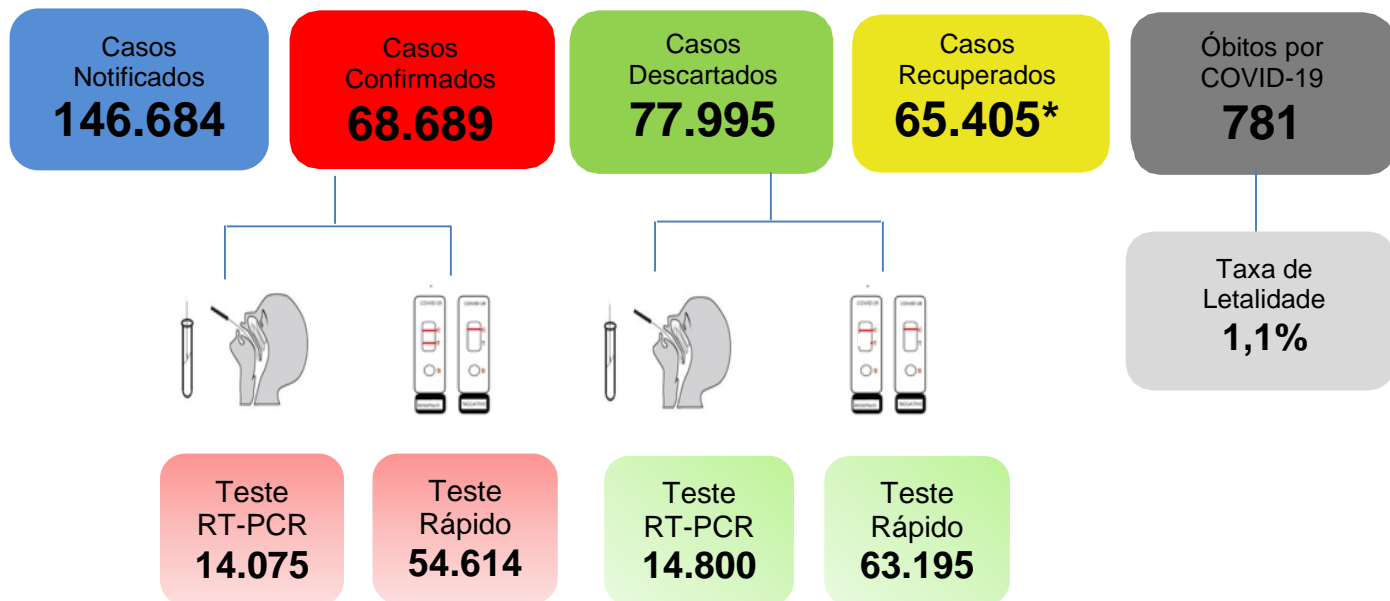 Casos
Notificados
146.684
Casos
Confirmados
68.689
Casos
Descartados
77.995
Casos
Recuperados
65.405*
Óbitos por
COVID-19
781
Taxa de
Letalidade
1,1%
Teste
RT-PCR
14.075
Teste
Rápido
54.614
Teste
RT-PCR
14.800
Teste
Rápido
63.195